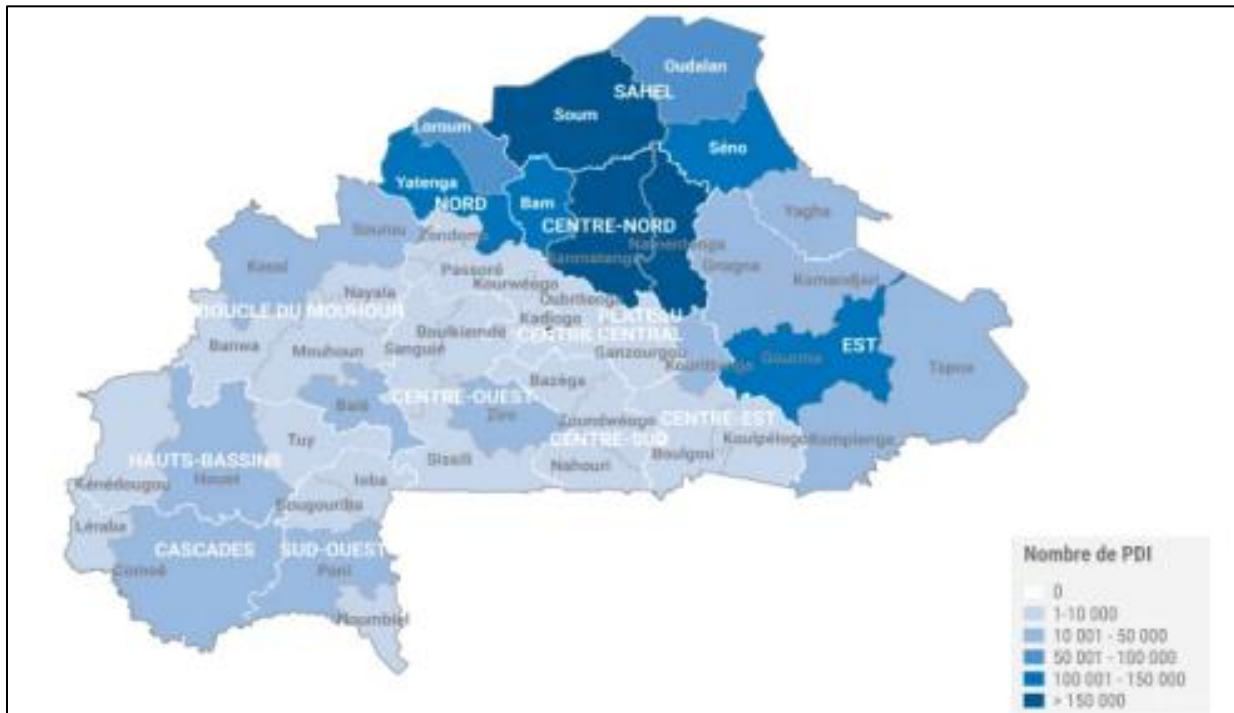 Oudalan
SAHEL
Soum
Loroum
Séno
Yatenga
NORD
Bam
Yagha
CENTRE-NORD
Sourou
Zondoma
Namentenga
Sanmatenga
Gnagna
Kossi
Passoré
Komandjari
Nayala
Kourwéogo
Oubritenga
BOUCLE DU MOUHOUN
PLATEAU
Boulkiemdé
Kadiogo
CENTRE CENTRAL
EST
Banwa
Mouhoun
Sanguié
Ganzourgou
Kouritenga
Gourma
Tapoa
Bazèga
Balé
CENTRE-OUEST
Ziro
Zoundwéogo
CENTRE-EST
Tuy
CENTRE-SUD
Koulpélogo
Kompienga
HAUTS-BASSINS
Sissili
Nahouri
Boulgou
Houet
Ioba
Kénédougou
Bougouriba
Léraba
CASCADES
SUD-OUEST
Comoé
Poni
Noumbiel
Nombre de PDI
0
1-10 000
10 001 - 50 000
50 001 - 100 000
100 001 - 150 000
> 150 000